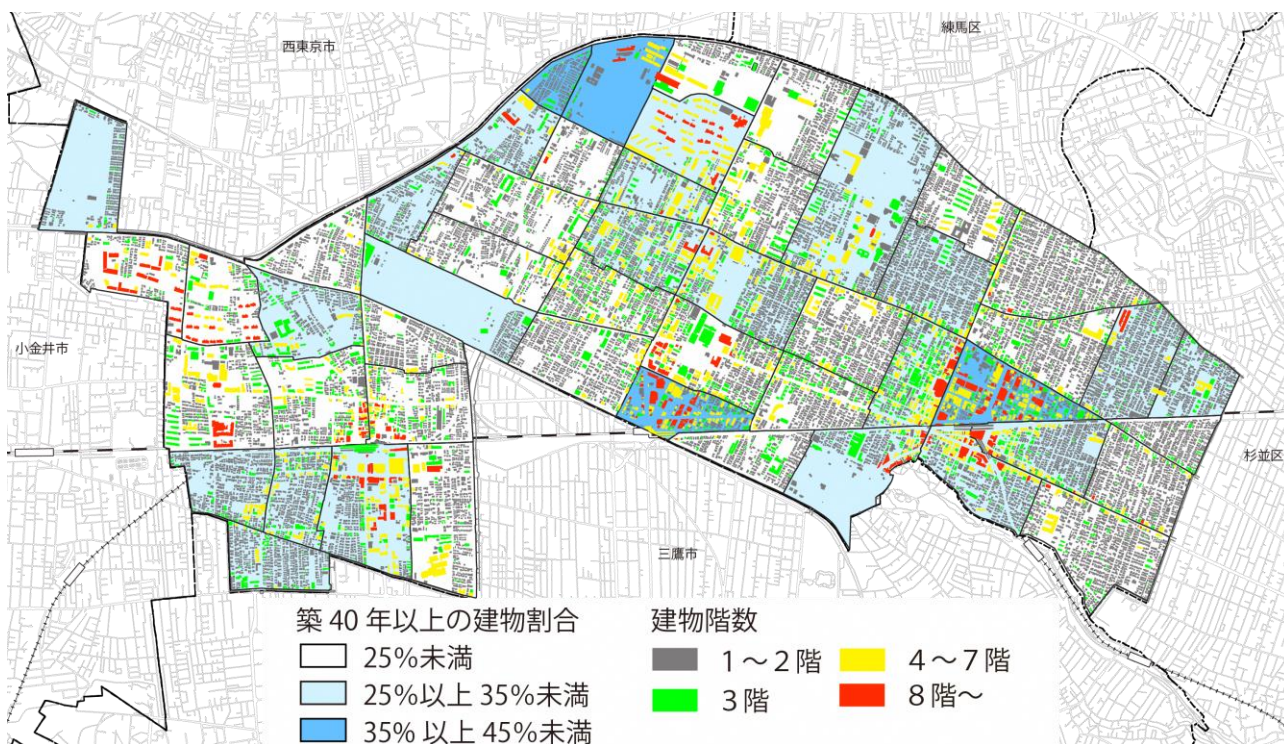 西東京市
練馬区
小金井市
杉並区
三鷹市
築 40 年以上の建物割合
25%未満
25%以上 35%未満
35% 以上 45%未満
建物階数
1～2階
3階
4～7階
8階～